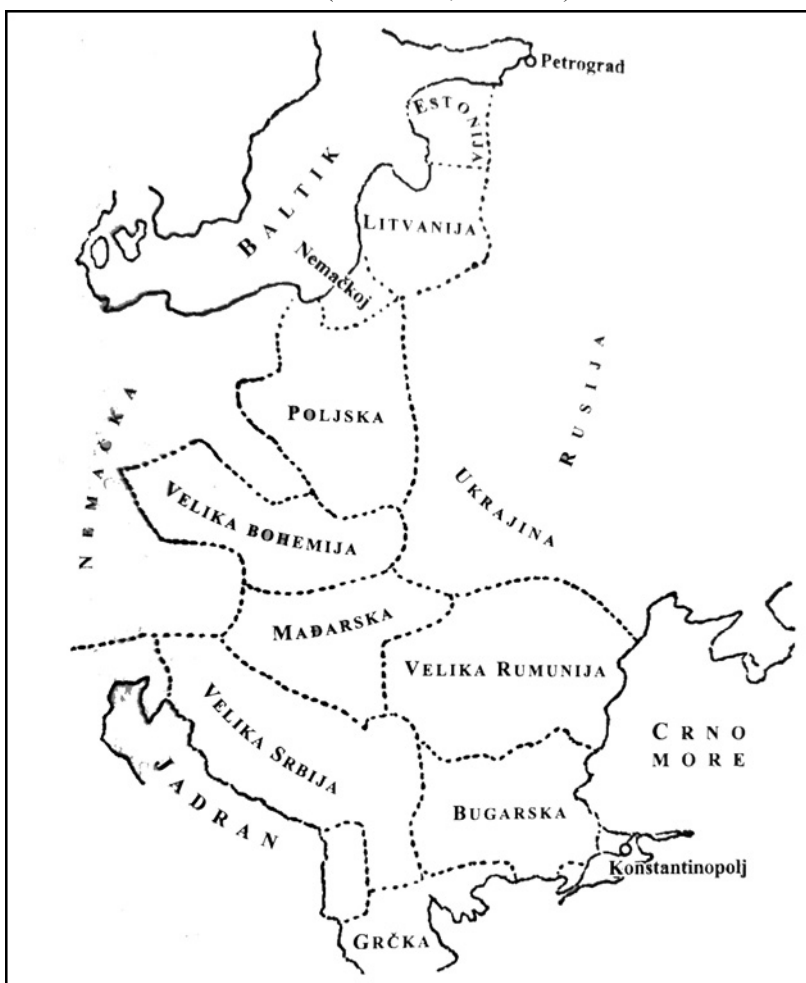 Petrograd
ESTONIJA
BALTIK
LITVANIJA
Nemačkoj
RUSIJA
POLJSKA
NEMAČKA
UKRAJINA
VELIKA BOHEMIJA
MAĐARSKA
VELIKA RUMUNIJA
VELIKA SRBIJA
CRNO
MORE
JADRAN
BUGARSKA
Konstantinopolj
GRČKA